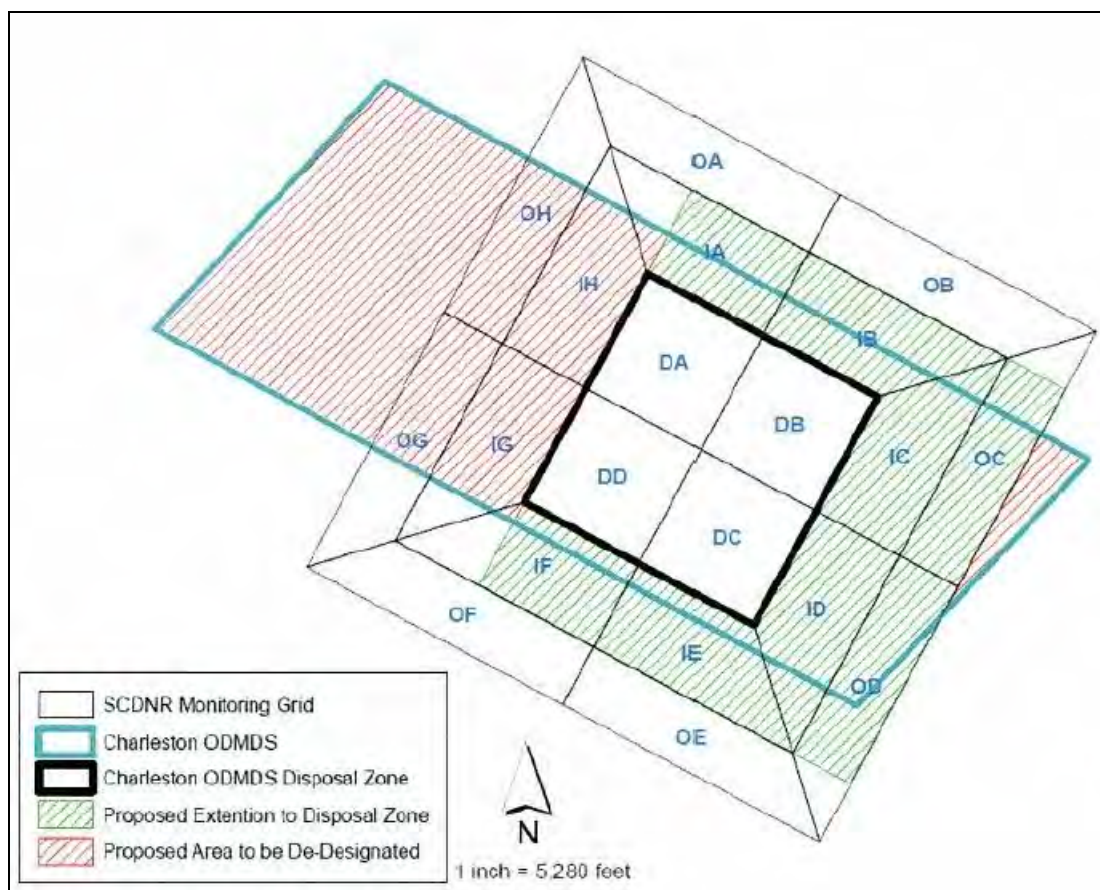 OA
OH
IA
OB
IH
IB
DA
DB
OG
IG
IC
OC
DD
DC
IF
ID
OF
IE
OD
OE
SCDNR Monitoring Grid
Charleston ODMDS
Charleston ODMDS Disposal Zone
Proposed Extention to Disposal Zone
Proposed Area to be De-Designated
N
1 inch = 5,280 feet